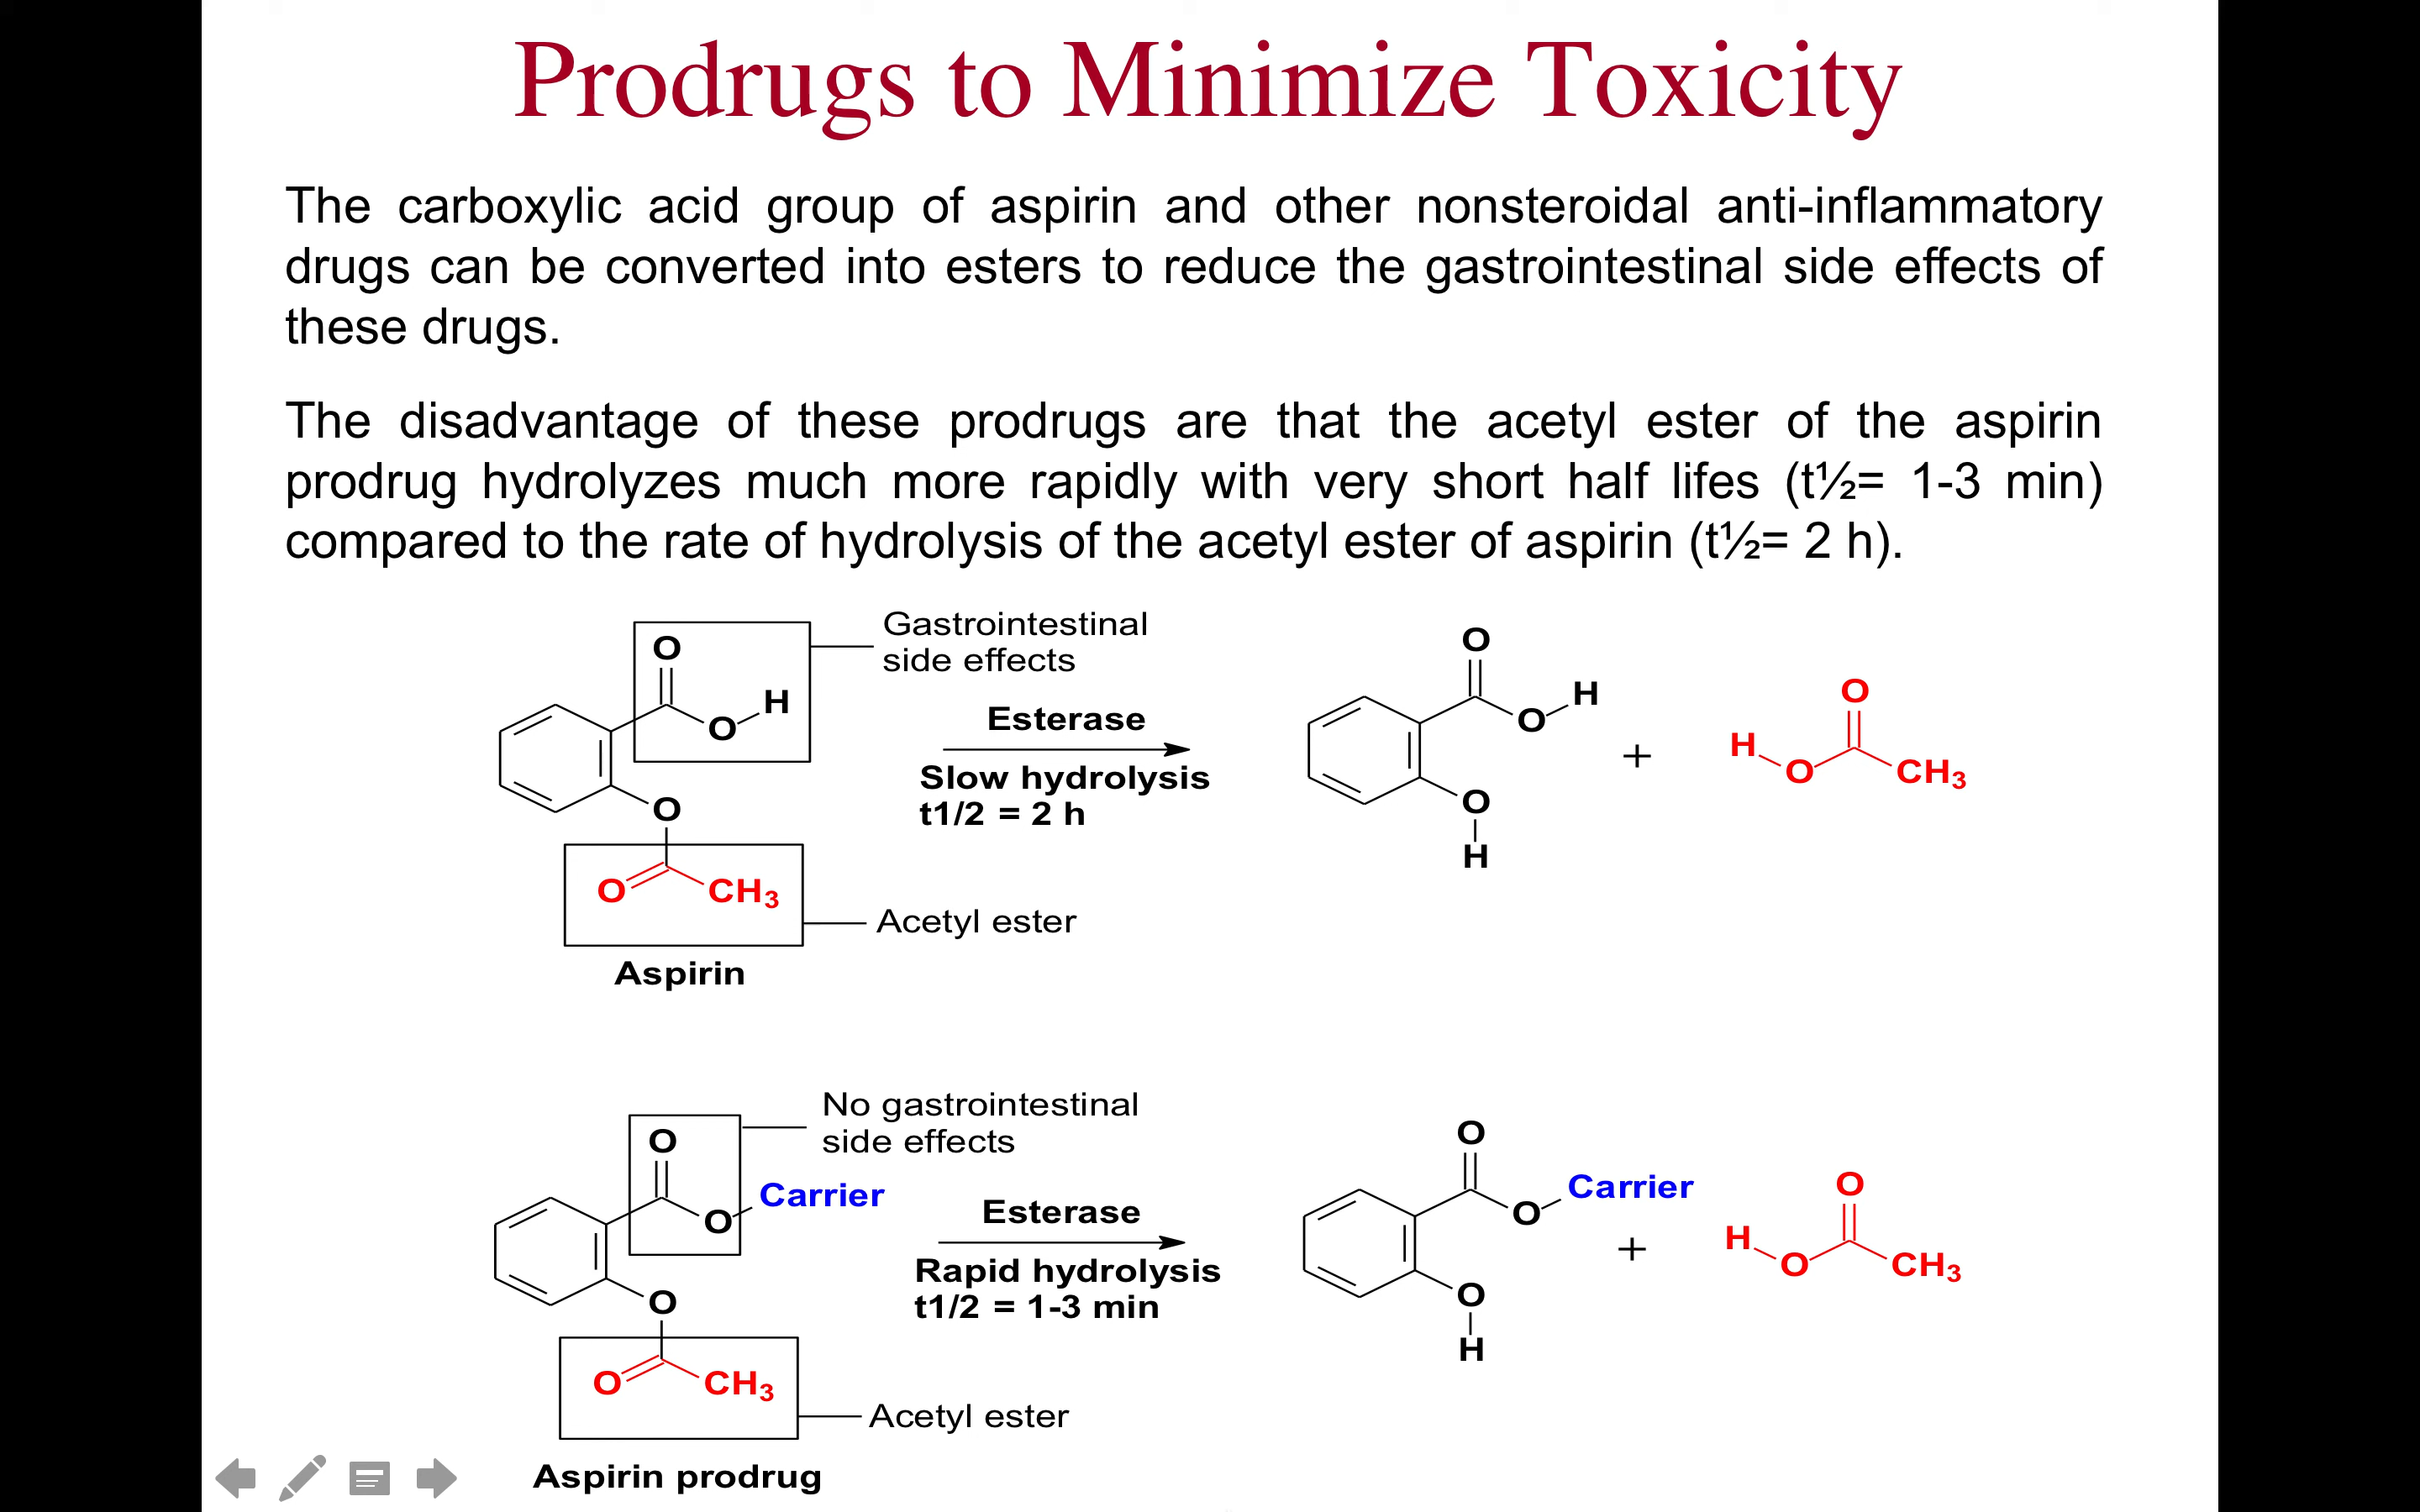 Prodrugs to Minimize Toxicity
The carboxylic acid group of aspirin and other nonsteroidal anti-inflammatory
drugs can be converted into esters to reduce the gastrointestinal side effects of
these drugs.
The disadvantage of these prodrugs are that the acetyl ester of the aspirin
prodrug hydrolyzes much more rapidly with very short half lifes (t½= 1-3 min)
compared to the rate of hydrolysis of the acetyl ester of aspirin (t½= 2 h).
Gastrointestinal
side effects
O
H
O
O
O
CH3
Acetyl ester
Aspirin
Esterase
Slow hydrolysis
t1/2 = 2 h
O
H
O
O
H
+
O
H
O
CH3
No gastrointestinal
side effects
O
Carrier
O
O
O
CH3
Acetyl ester
Aspirin prodrug
Esterase
Rapid hydrolysis
t1/2 = 1-3 min
O
Carrier
O
O
H
+
O
H
O
CH3